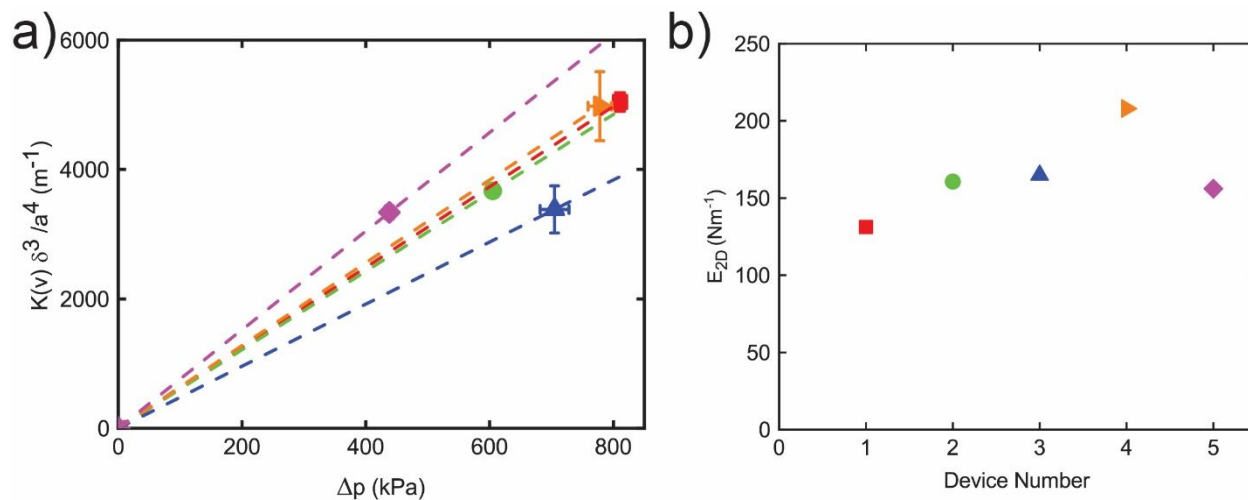 a)
6000
4000
2000
0
K(ν) δ³ /a⁴ (m⁻¹)
0 200 400 600 800
Δp (kPa)
b)
250
200
150
100
50
0
E₂D (Nm⁻¹)
0 1 2 3 4 5
Device Number